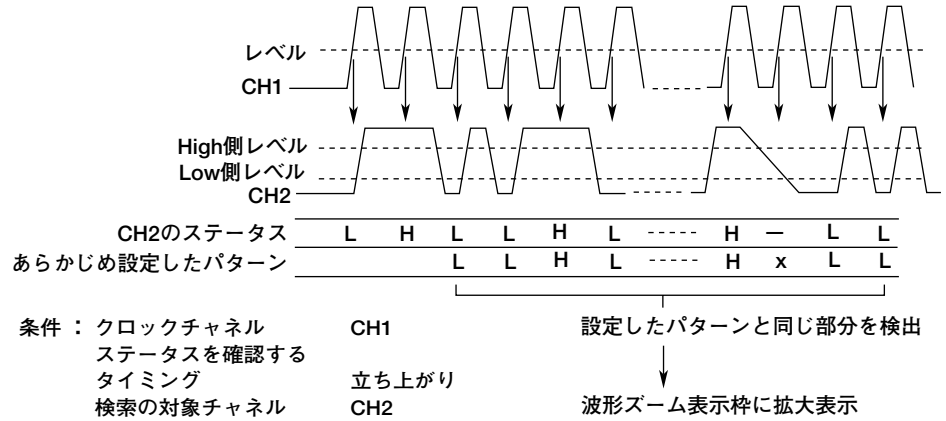 レベル
CH1
High側レベル
Low側レベル
CH2
CH2のステータス L H L L H L ----- H — L L
あらかじめ設定したパターン L L H L ----- H x L L
条件 : クロックチャネル CH1 設定したパターンと同じ部分を検出
ステータスを確認する
タイミング 立ち上がり
検索の対象チャネル CH2 波形ズーム表示枠に拡大表示